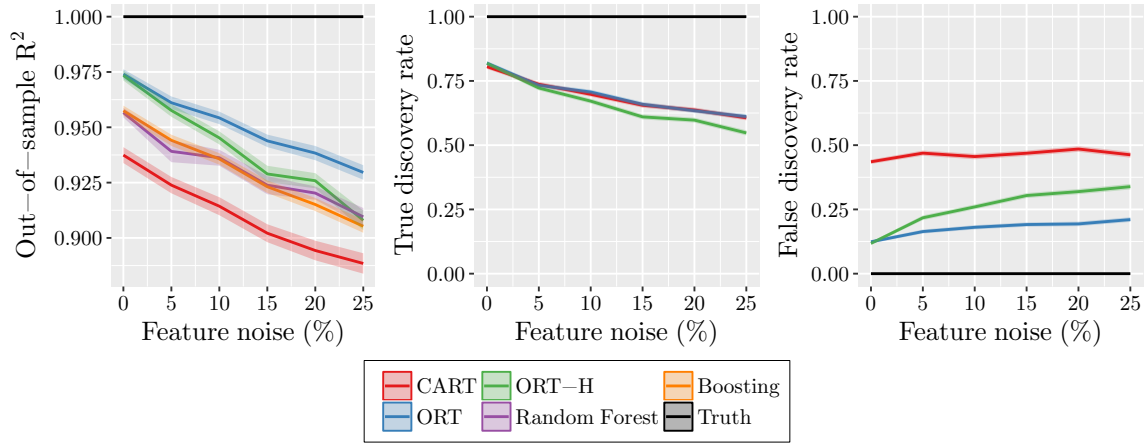 Out−of−sample R²
1.000
0.975
0.950
0.925
0.900
0 5 10 15 20 25
Feature noise (%)
True discovery rate
1.00
0.75
0.50
0.25
0.00
0 5 10 15 20 25
Feature noise (%)
False discovery rate
1.00
0.75
0.50
0.25
0.00
0 5 10 15 20 25
Feature noise (%)
CART ORT−H Boosting
ORT Random Forest Truth